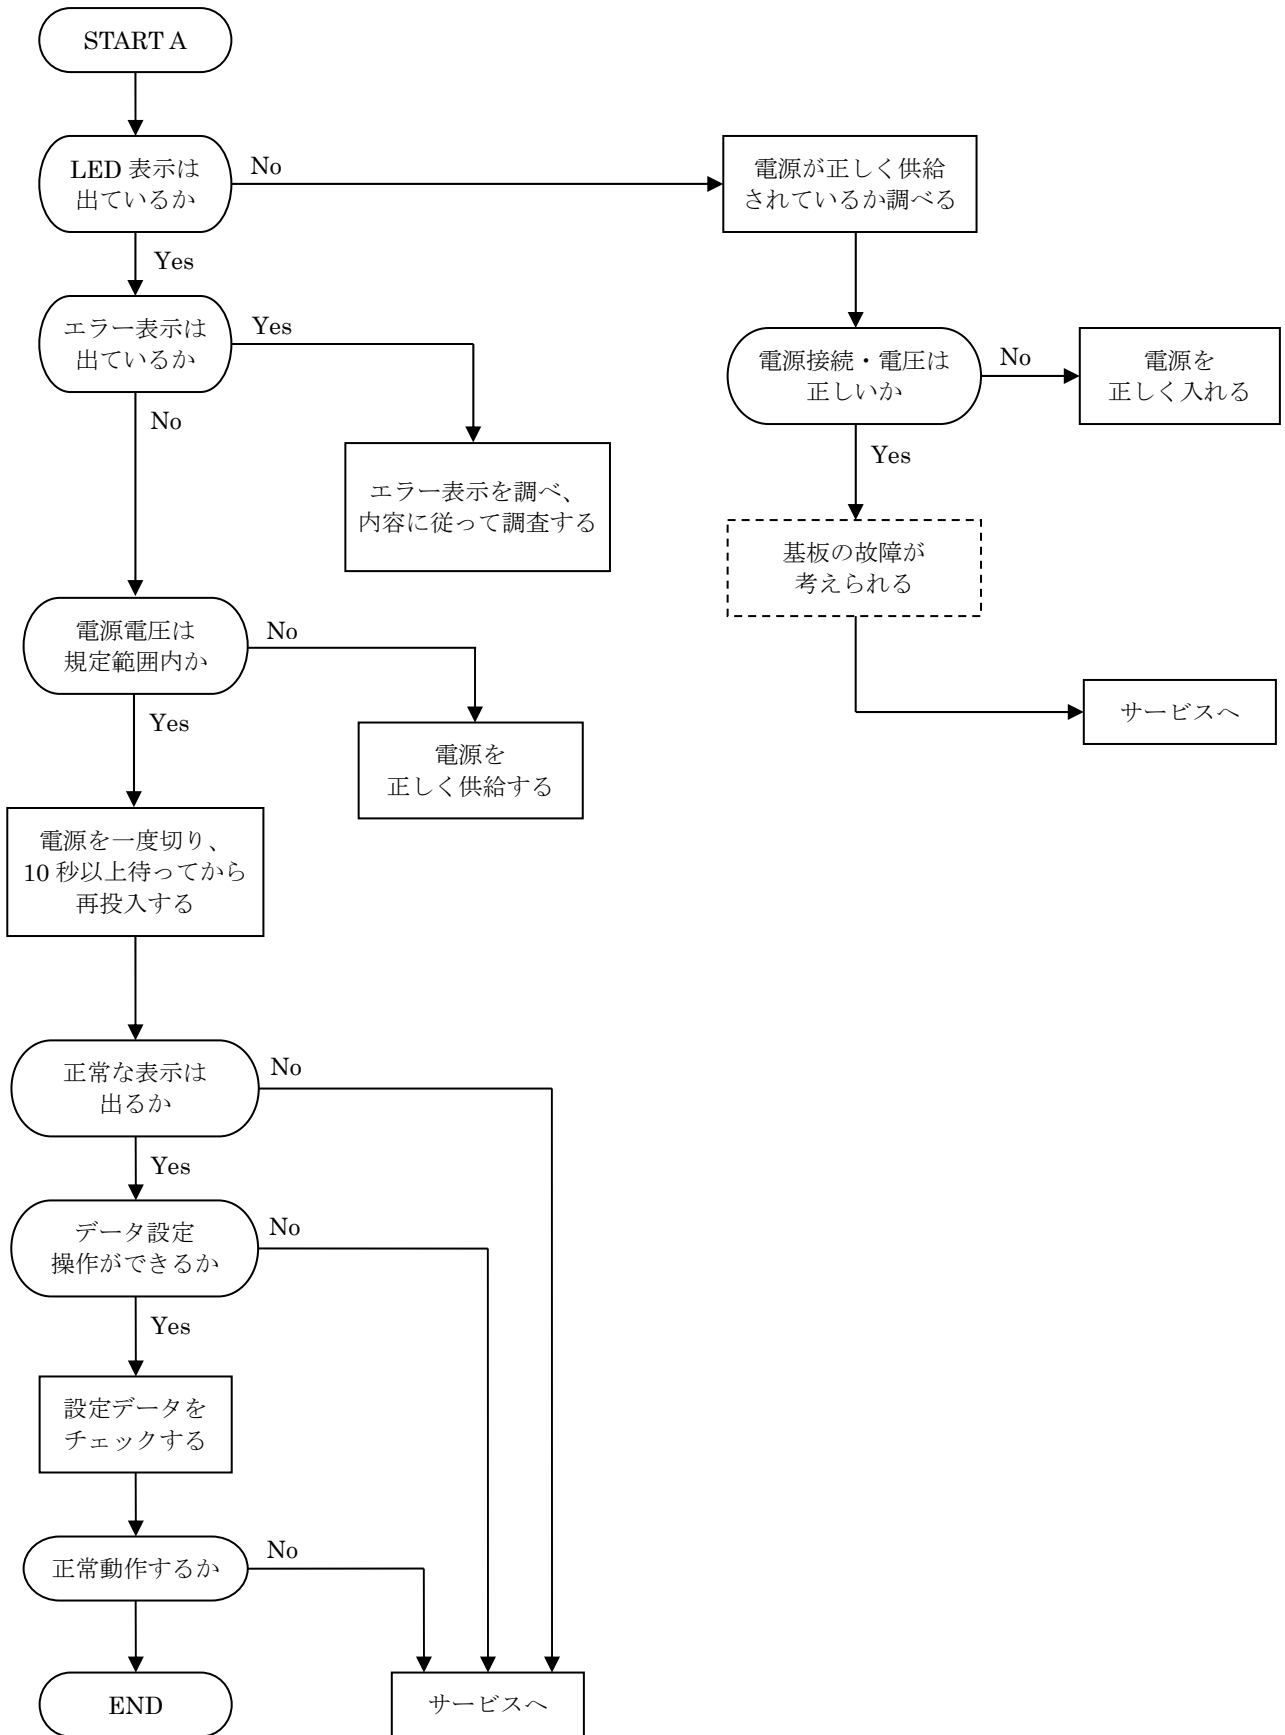 START A
LED 表示は
出ているか
No
電源が正しく供給
されているか調べる
Yes
エラー表示は
出ているか
Yes
電源接続・電圧は
正しいか
No
電源を
正しく入れる
No
エラー表示を調べ、
内容に従って調査する
Yes
基板の故障が
考えられる
電源電圧は
規定範囲内か
No
サービスへ
Yes
電源を
正しく供給する
電源を一度切り、
10 秒以上待ってから
再投入する
正常な表示は
出るか
No
Yes
データ設定
操作ができるか
No
Yes
設定データを
チェックする
正常動作するか
No
END
サービスへ